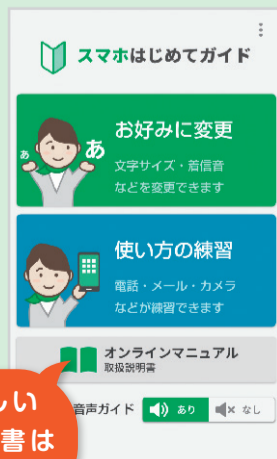 スマホはじめてガイド
お好みに変更
あ あ
文字サイズ・着信音
などを変更できます
使い方の練習
電話・メール・カメラ
などが練習できます
オンラインマニュアル
取扱説明書
音声ガイド あり なし
しい
書は